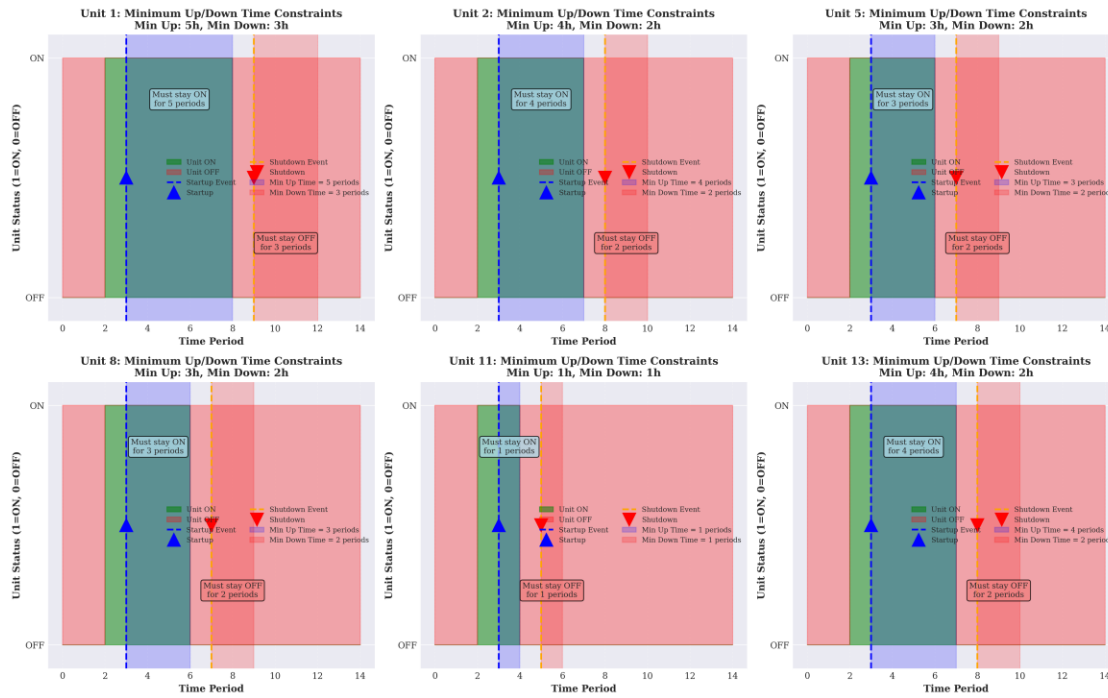 Unit 1: Minimum Up/Down Time Constraints
Min Up: 5h, Min Down: 3h
Unit Status (1=ON, 0=OFF)
ON
Must stay ON
for 5 periods
Unit ON
Unit OFF
Startup Event
Startup
Shutdown Event
Shutdown
Min Up Time = 5 periods
Min Down Time = 3 periods
Must stay OFF
for 3 periods
OFF
0 2 4 6 8 10 12 14
Time Period
Unit 2: Minimum Up/Down Time Constraints
Min Up: 4h, Min Down: 2h
Unit Status (1=ON, 0=OFF)
ON
Must stay ON
for 4 periods
Unit ON
Unit OFF
Startup Event
Startup
Shutdown Event
Shutdown
Min Up Time = 4 periods
Min Down Time = 2 periods
Must stay OFF
for 2 periods
OFF
0 2 4 6 8 10 12 14
Time Period
Unit 5: Minimum Up/Down Time Constraints
Min Up: 3h, Min Down: 2h
Unit Status (1=ON, 0=OFF)
ON
Must stay ON
for 3 periods
Unit ON
Unit OFF
Startup Event
Startup
Shutdown Event
Shutdown
Min Up Time = 3 periods
Min Down Time = 2 periods
Must stay OFF
for 2 periods
OFF
0 2 4 6 8 10 12 14
Time Period
Unit 8: Minimum Up/Down Time Constraints
Min Up: 3h, Min Down: 2h
Unit Status (1=ON, 0=OFF)
ON
Must stay ON
for 3 periods
Unit ON
Unit OFF
Startup Event
Startup
Shutdown Event
Shutdown
Min Up Time = 3 periods
Min Down Time = 2 periods
Must stay OFF
for 2 periods
OFF
0 2 4 6 8 10 12 14
Time Period
Unit 11: Minimum Up/Down Time Constraints
Min Up: 1h, Min Down: 1h
Unit Status (1=ON, 0=OFF)
ON
Must stay ON
for 1 periods
Unit ON
Unit OFF
Startup Event
Startup
Shutdown Event
Shutdown
Min Up Time = 1 periods
Min Down Time = 1 periods
Must stay OFF
for 1 periods
OFF
0 2 4 6 8 10 12 14
Time Period
Unit 13: Minimum Up/Down Time Constraints
Min Up: 4h, Min Down: 2h
Unit Status (1=ON, 0=OFF)
ON
Must stay ON
for 4 periods
Unit ON
Unit OFF
Startup Event
Startup
Shutdown Event
Shutdown
Min Up Time = 4 periods
Min Down Time = 2 periods
Must stay OFF
for 2 periods
OFF
0 2 4 6 8 10 12 14
Time Period